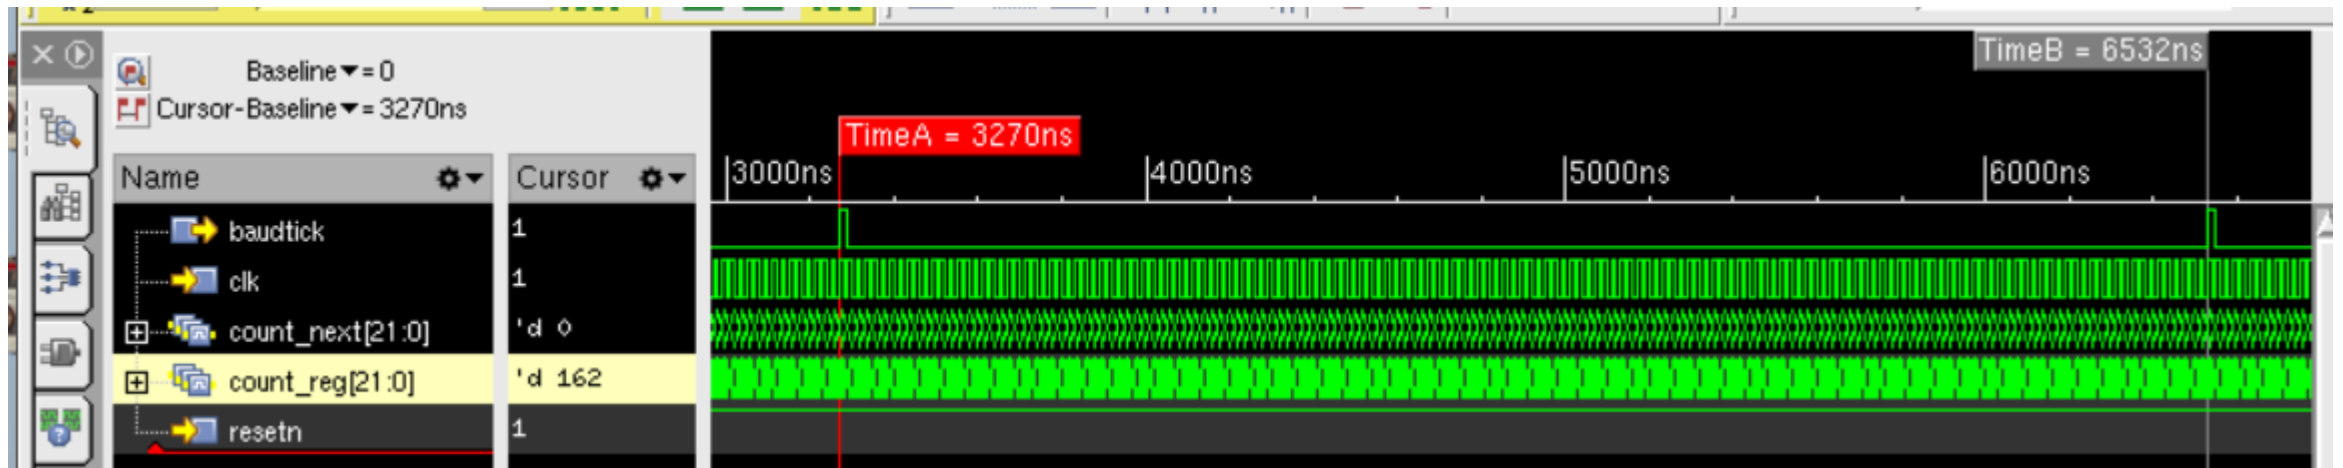 Baseline▼= 0
Cursor-Baseline▼= 3270ns
TimeB = 6532ns
TimeA = 3270ns
Name
Cursor
3000ns
4000ns
5000ns
6000ns
baudtick
1
clk
1
count_next[21:0]
'd 0
count_reg[21:0]
'd 162
resetn
1